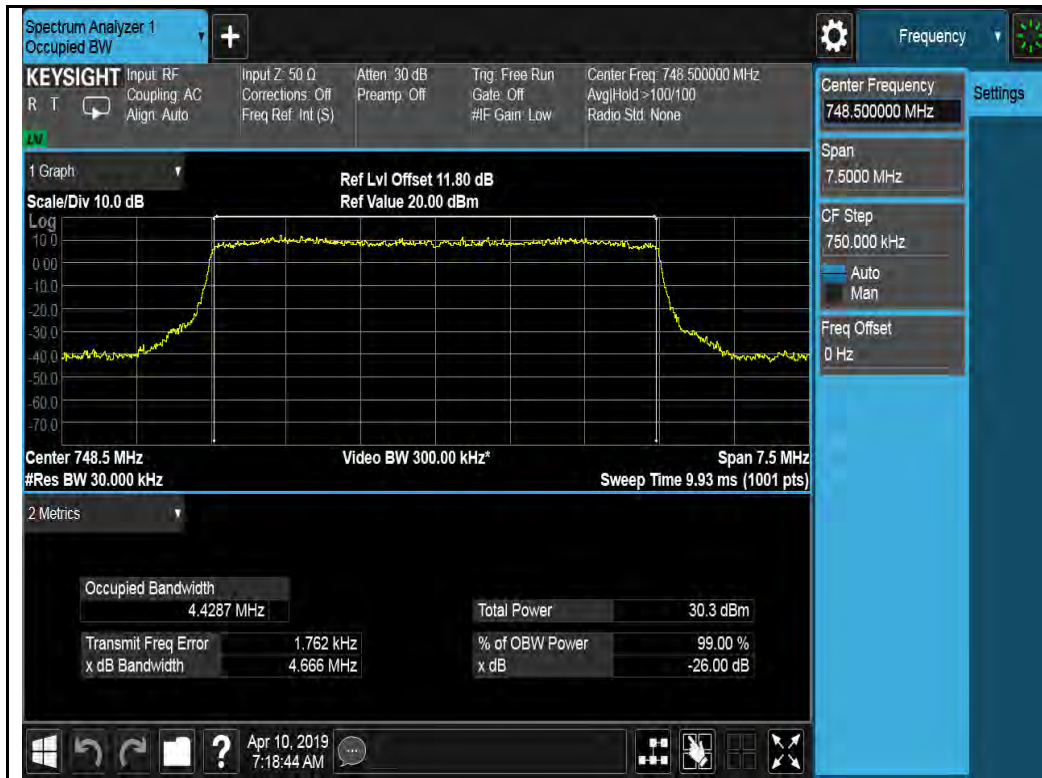 Spectrum Analyzer 1
Occupied BW
+
Frequency
KEYSIGHT
R T
LW
Input: RF
Coupling: AC
Align: Auto
Input Z: 50 Ω
Corrections: Off
Freq Ref: Int (S)
Atten: 30 dB
Preamp: Off
Trig: Free Run
Gate: Off
#IF Gain: Low
Center Freq: 748.500000 MHz
Avg|Hold >100/100
Radio Std: None
1 Graph
Scale/Div 10.0 dB
Ref Lvl Offset 11.80 dB
Ref Value 20.00 dBm
Log
10.0
0.00
-10.0
-20.0
-30.0
-40.0
-50.0
-60.0
-70.0
Center 748.5 MHz
Video BW 300.00 kHz*
Span 7.5 MHz
#Res BW 30.000 kHz
Sweep Time 9.93 ms (1001 pts)
2 Metrics
Occupied Bandwidth
4.4287 MHz
Total Power 30.3 dBm
Transmit Freq Error 1.762 kHz
% of OBW Power 99.00 %
x dB Bandwidth 4.666 MHz
x dB -26.00 dB
Center Frequency
748.500000 MHz
Settings
Span
7.5000 MHz
CF Step
750.000 kHz
Auto
Man
Freq Offset
0 Hz
?
Apr 10, 2019
7:18:44 AM